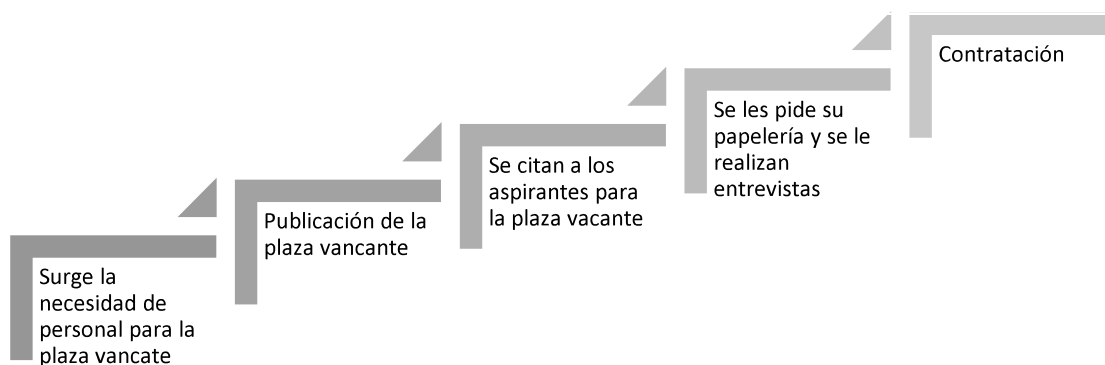 Surge la
necesidad de
personal para la
plaza vancate
Publicación de la
plaza vancante
Se citan a los
aspirantes para
la plaza vacante
Se les pide su
papelería y se le
realizan
entrevistas
Contratación